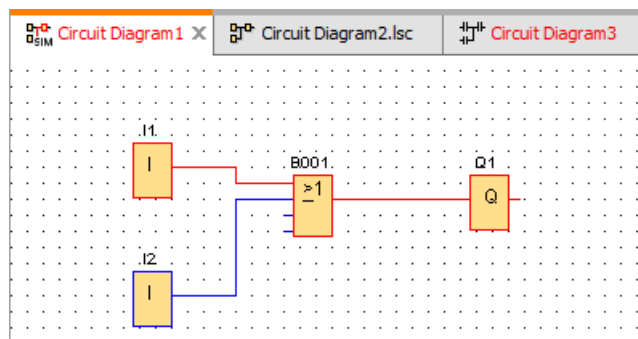 SIM Circuit Diagram1 X Circuit Diagram2.lsc Circuit Diagram3
I1
I
B001
≥1
Q1
Q
I2
I